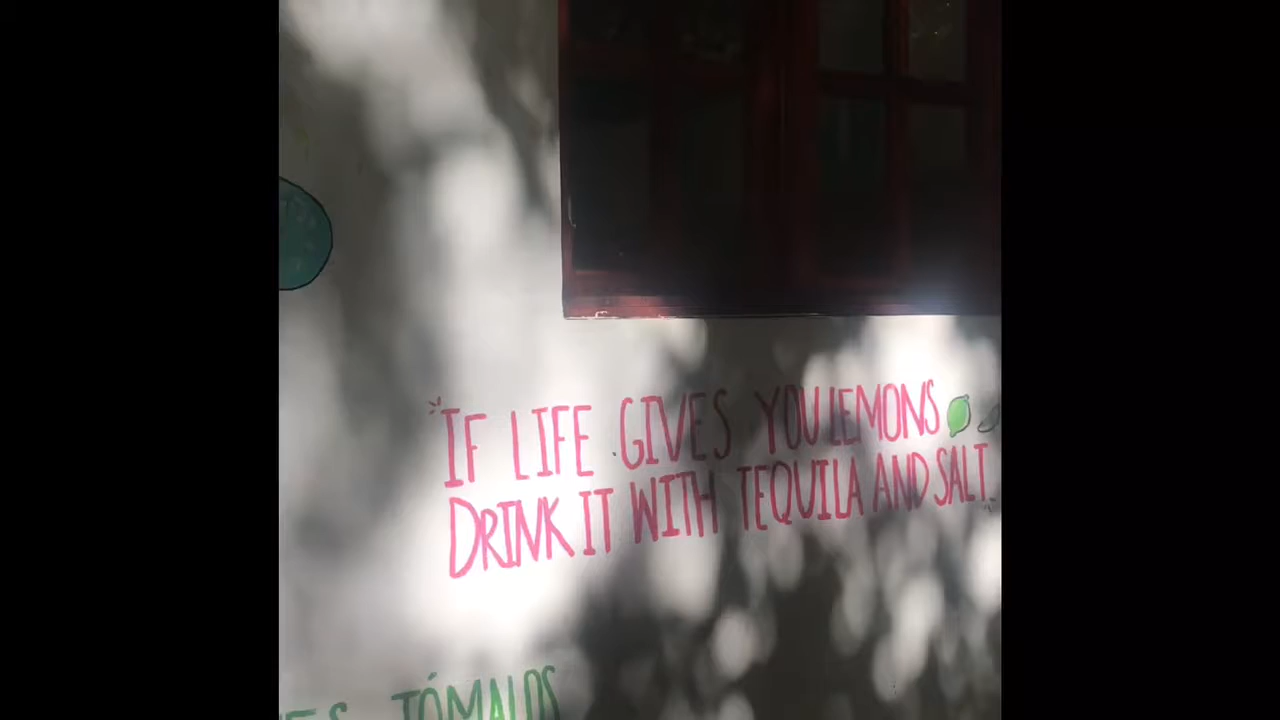 "IF LIFE GIVES YOU LEMONS
DRINK IT WITH TEQUILA AND SALT."
TÓMALOS